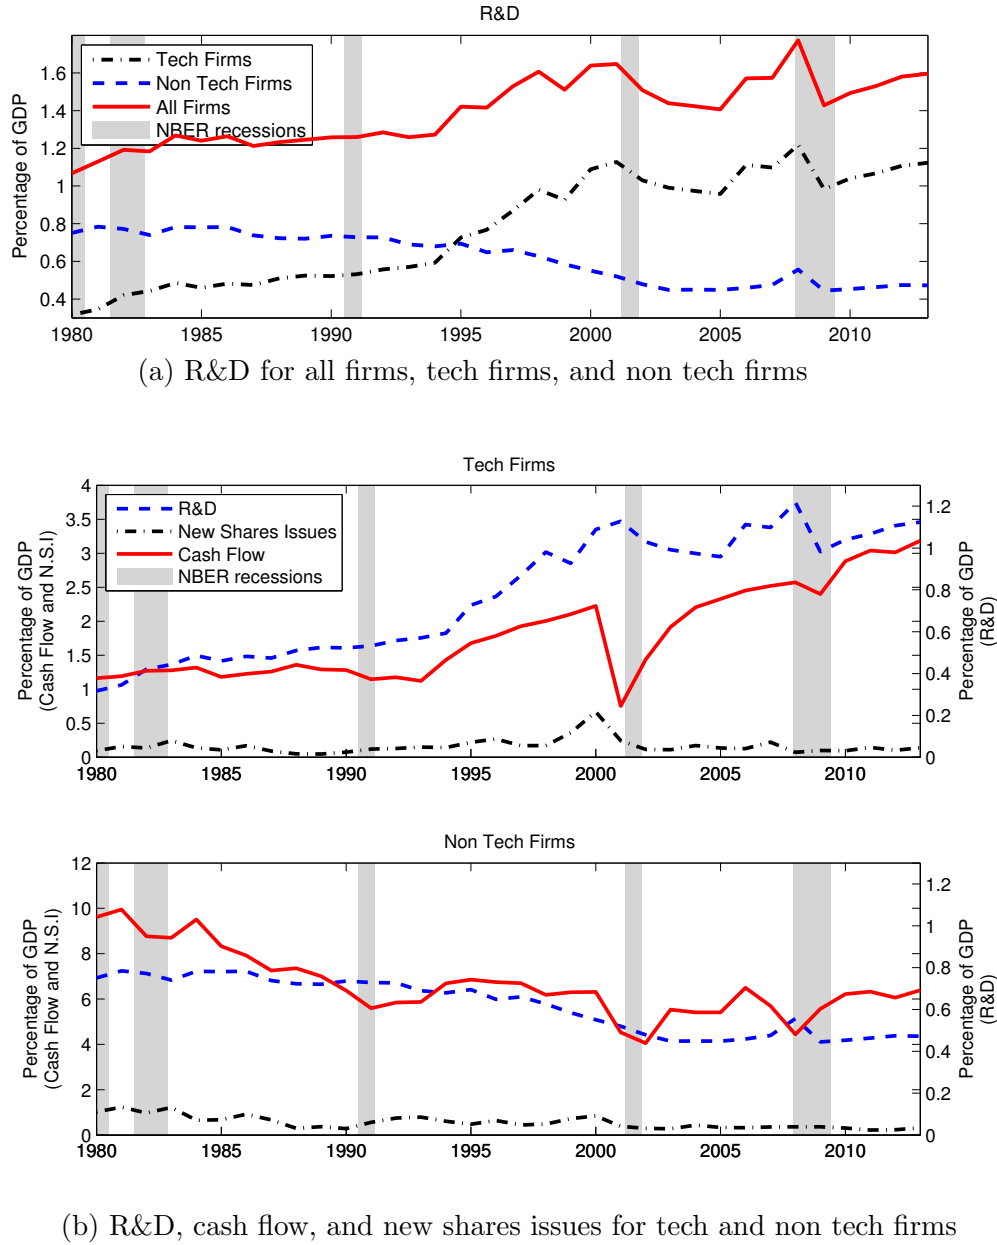 R&D
Percentage of GDP
Tech Firms
Non Tech Firms
All Firms
NBER recessions
1.6
1.4
1.2
1
0.8
0.6
0.4
1980 1985 1990 1995 2000 2005 2010
(a) R&D for all firms, tech firms, and non tech firms
Tech Firms
Percentage of GDP
(Cash Flow and N.S.I)
4
3.5
3
2.5
2
1.5
1
0.5
0
R&D
New Shares Issues
Cash Flow
NBER recessions
1.2
1
0.8
0.6
0.4
0.2
0
Percentage of GDP
(R&D)
1980 1985 1990 1995 2000 2005 2010
Non Tech Firms
Percentage of GDP
(Cash Flow and N.S.I)
12
10
8
6
4
2
0
1.2
1
0.8
0.6
0.4
0.2
0
Percentage of GDP
(R&D)
1980 1985 1990 1995 2000 2005 2010
(b) R&D, cash flow, and new shares issues for tech and non tech firms